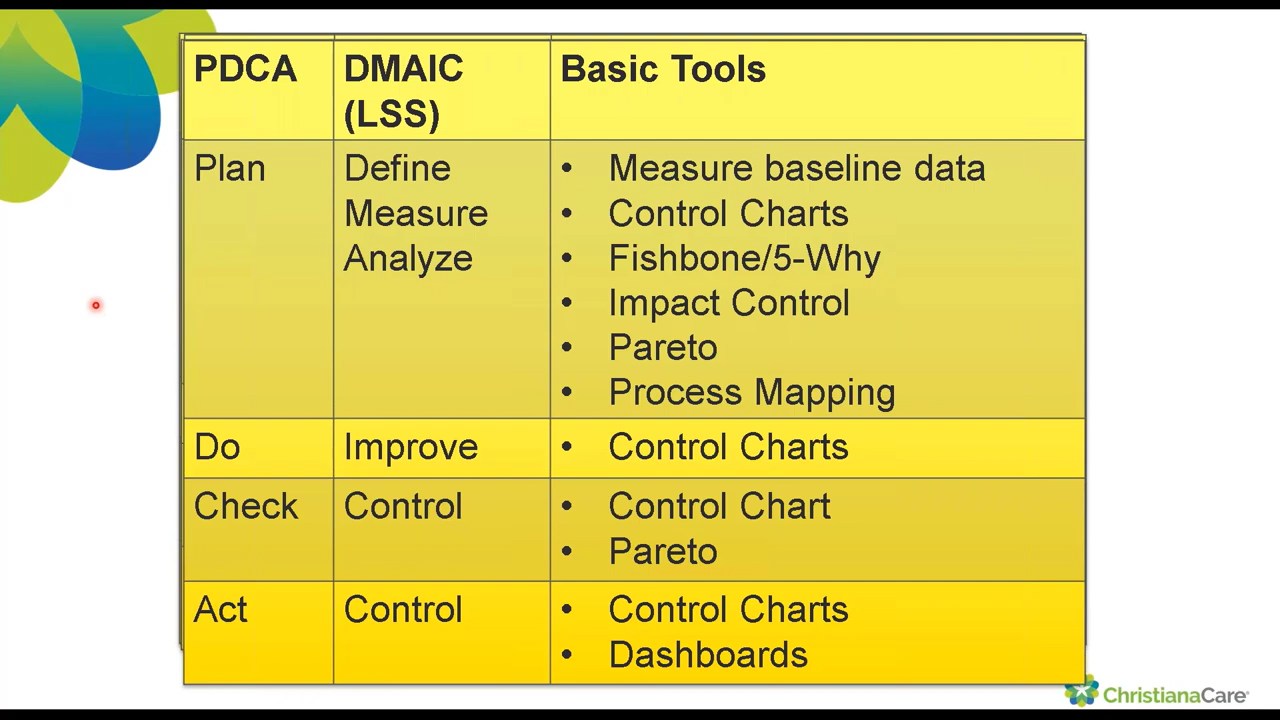 PDCA
DMAIC
(LSS)
Basic Tools
Plan
Define
Measure
Analyze
• Measure baseline data
• Control Charts
• Fishbone/5-Why
• Impact Control
• Pareto
• Process Mapping
Do
Improve
• Control Charts
Check
Control
• Control Chart
• Pareto
Act
Control
• Control Charts
• Dashboards
ChristianaCare®